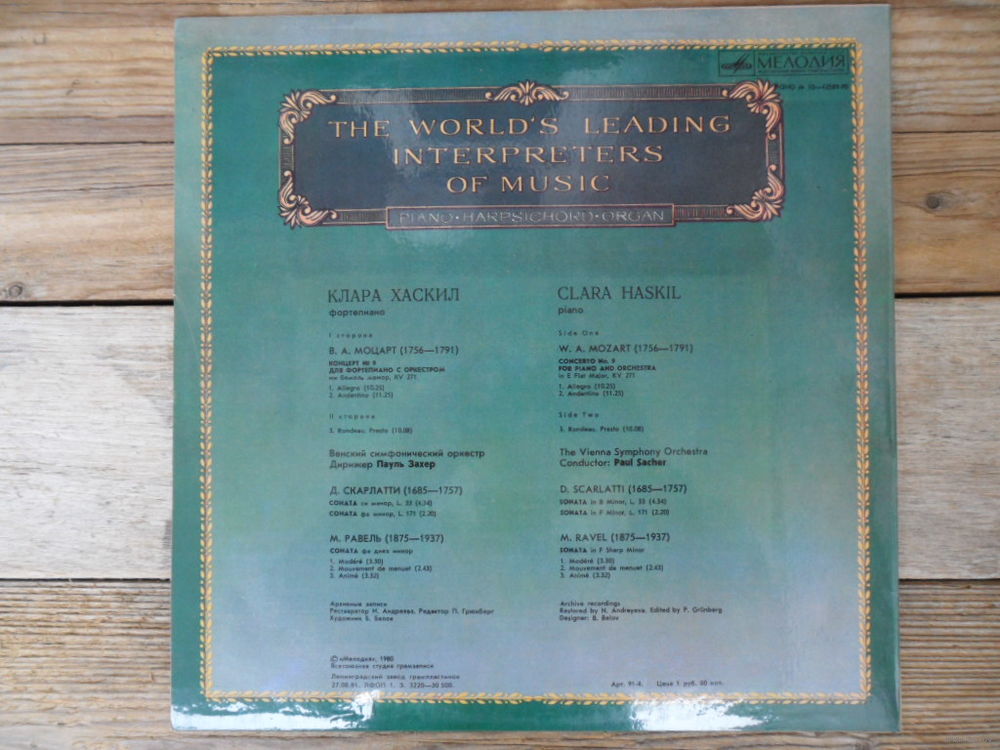 МЕЛОДИЯ
THE WORLD'S LEADING
INTERPRETERS
OF MUSIC
PIANO·HARPSICHORD·ORGAN
КЛАРА ХАСКИЛ
фортепиано
I сторона
В. А. МОЦАРТ (1756—1791)
КОНЦЕРТ № 9
ДЛЯ ФОРТЕПИАНО С ОРКЕСТРОМ
ми бемоль мажор, KV 271
1. Allegro (10.25)
2. Andantino (11.25)
II сторона
3. Rondeau. Presto (10.08)
Венский симфонический оркестр
Дирижер Пауль Захер
Д. СКАРЛАТТИ (1685—1757)
СОНАТА си минор, L. 33 (4.34)
СОНАТА фа минор, L. 171 (2.20)
М. РАВЕЛЬ (1875—1937)
СОНАТА фа диез минор
1. Modéré (3.50)
2. Mouvement de menuet (2.43)
3. Animé (3.32)
Архивные записи
Реставратор Н. Андреева. Редактор П. Грюнберг
Художник Б. Белов
© «Мелодия», 1980
Всесоюзная студия грамзаписи
Ленинградский завод грампластинок
27.08.81. ЛФОП 1. З. 3220—30 500.
CLARA HASKIL
piano
Side One
W. A. MOZART (1756—1791)
CONCERTO No. 9
FOR PIANO AND ORCHESTRA
in E Flat Major, KV 271
1. Allegro (10.25)
2. Andantino (11.25)
Side Two
3. Rondeau. Presto (10.08)
The Vienna Symphony Orchestra
Conductor: Paul Sacher
D. SCARLATTI (1685—1757)
SONATA in B Minor, L. 33 (4.34)
SONATA in F Minor, L. 171 (2.20)
M. RAVEL (1875—1937)
SONATA in F Sharp Minor
1. Modéré (3.50)
2. Mouvement de menuet (2.43)
3. Animé (3.32)
Archive recordings
Restored by N. Andreyeva. Edited by P. Grünberg
Designer: B. Belov
Арт. 91-4. Цена 1 руб. 90 коп.